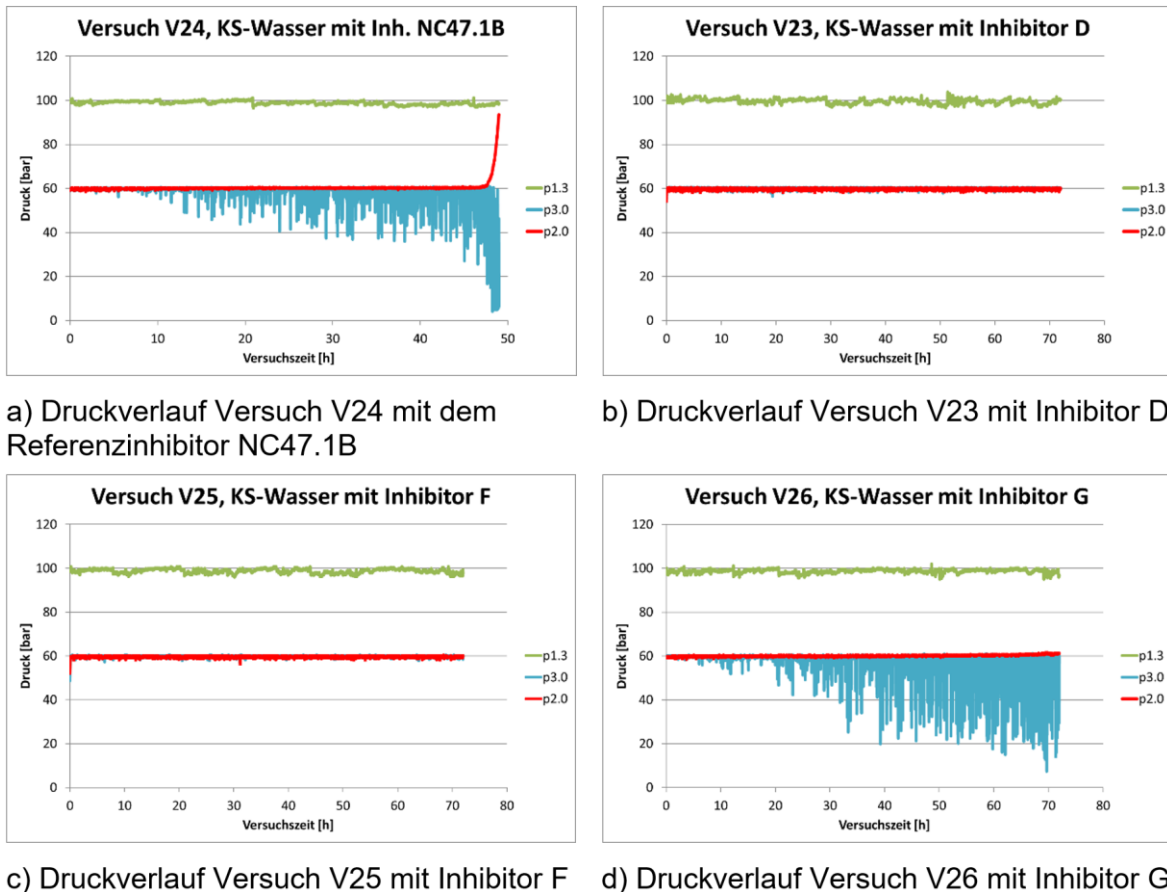 Versuch V24, KS-Wasser mit Inh. NC47.1B
120
100
80
60
40
20
0
Druck [bar]
0 10 20 30 40 50
Versuchszeit [h]
p1.3
p3.0
p2.0
a) Druckverlauf Versuch V24 mit dem
Referenzinhibitor NC47.1B
Versuch V23, KS-Wasser mit Inhibitor D
120
100
80
60
40
20
0
Druck [bar]
0 10 20 30 40 50 60 70 80
Versuchszeit [h]
p1.3
p3.0
p2.0
b) Druckverlauf Versuch V23 mit Inhibitor D
Versuch V25, KS-Wasser mit Inhibitor F
120
100
80
60
40
20
0
Druck [bar]
0 10 20 30 40 50 60 70 80
Versuchszeit [h]
p1.3
p3.0
p2.0
c) Druckverlauf Versuch V25 mit Inhibitor F
Versuch V26, KS-Wasser mit Inhibitor G
120
100
80
60
40
20
0
Druck [bar]
0 10 20 30 40 50 60 70 80
Versuchszeit [h]
p1.3
p3.0
p2.0
d) Druckverlauf Versuch V26 mit Inhibitor G